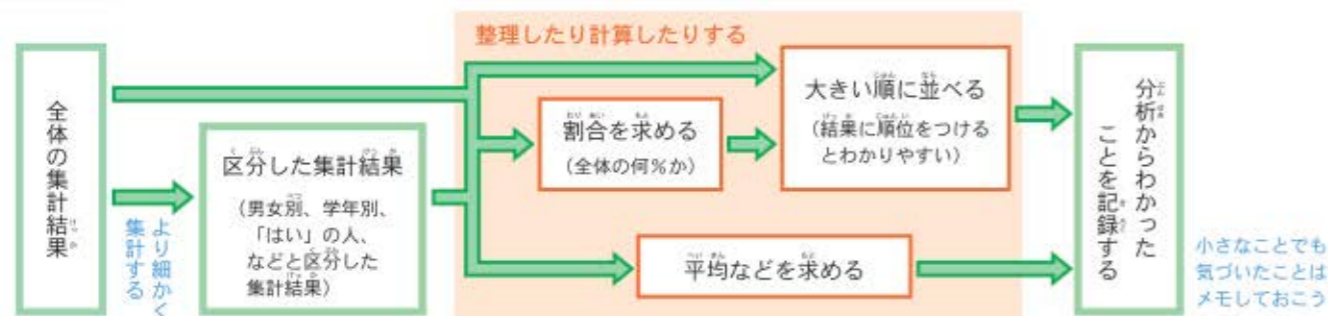 全体の集計結果
より細かく
集計する
区分した集計結果
（男女別、学年別、
「はい」の人、
などと区分した
集計結果）
整理したり計算したりする
割合を求める
（全体の何％か）
大きい順に並べる
（結果に順位をつける
とわかりやすい）
平均などを求める
分析からわかった
ことを記録する
小さなことでも
気づいたことは
メモしておこう